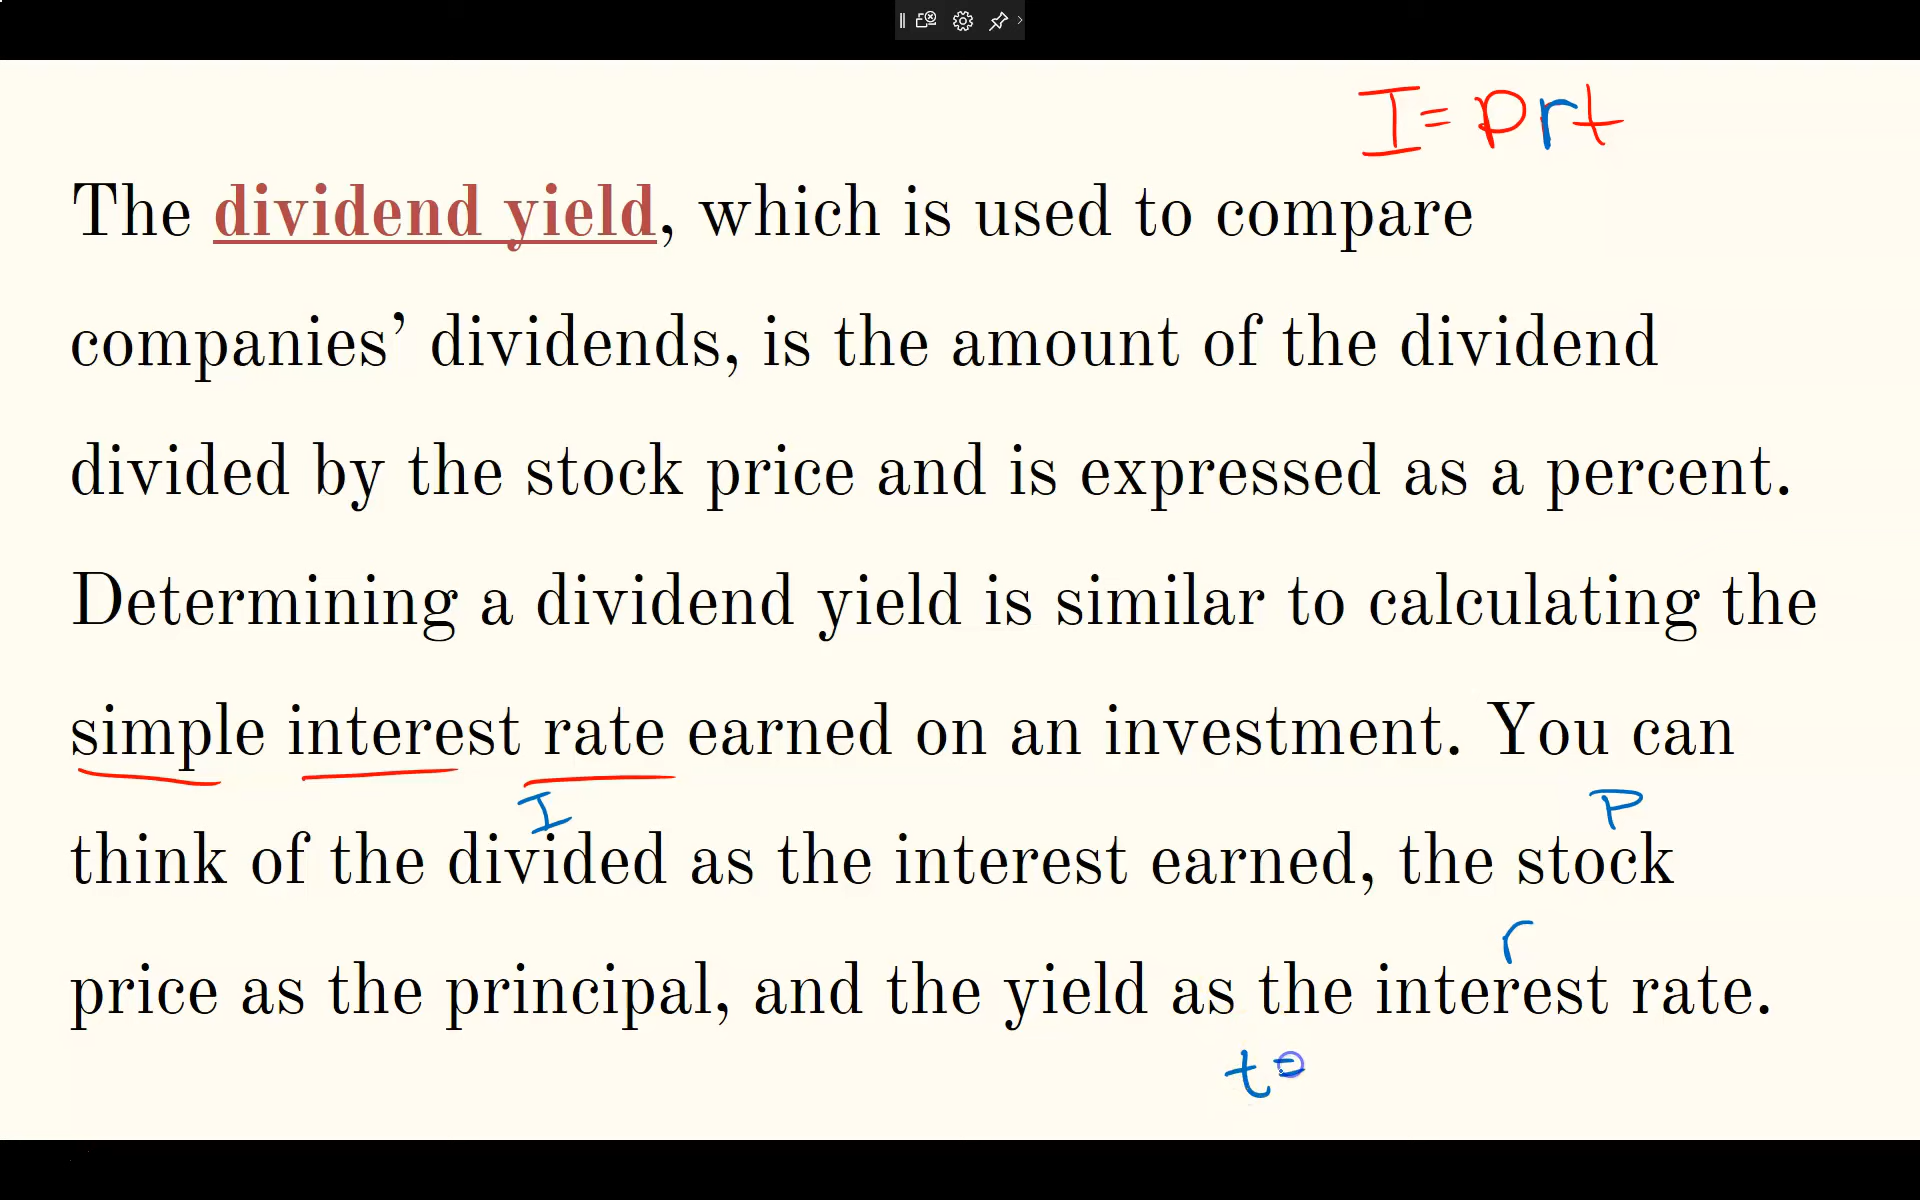 I = Prt
The dividend yield, which is used to compare
companies’ dividends, is the amount of the dividend
divided by the stock price and is expressed as a percent.
Determining a dividend yield is similar to calculating the
simple interest rate earned on an investment. You can
I P
think of the divided as the interest earned, the stock
r
price as the principal, and the yield as the interest rate.
t =